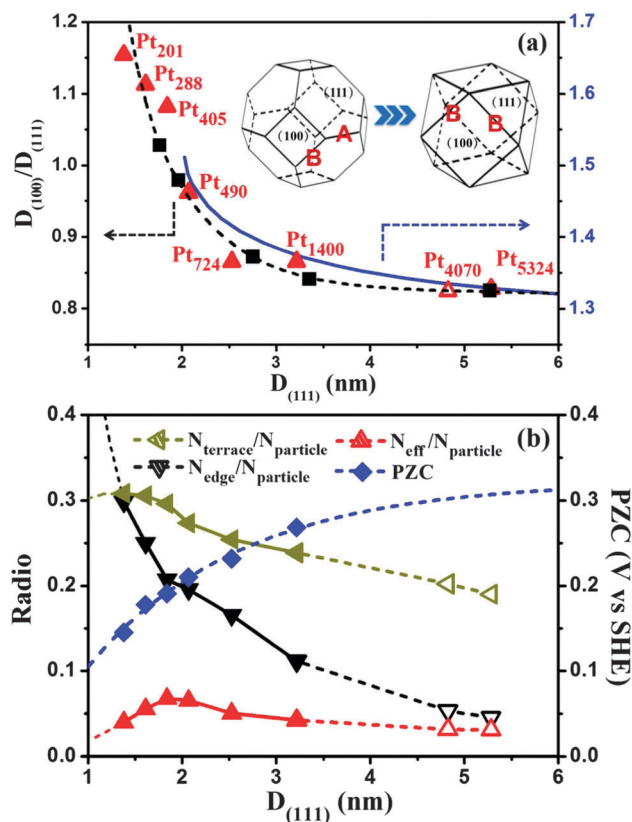 (a)
1.2
1.1
1.0
0.9
0.8
D(100)/D(111)
1.7
1.6
1.5
1.4
1.3
Pt201
Pt288
Pt405
Pt490
Pt724
Pt1400
Pt4070
Pt5324
(111)
(100)
A
B
(111)
B
B
(100)
1 2 3 4 5 6
D(111) (nm)
(b)
0.4
0.3
0.2
0.1
0.0
Radio
0.4
0.3
0.2
0.1
0.0
PZC (V vs SHE)
Nterrace/Nparticle Neff/Nparticle
Nedge/Nparticle PZC
1 2 3 4 5 6
D(111) (nm)